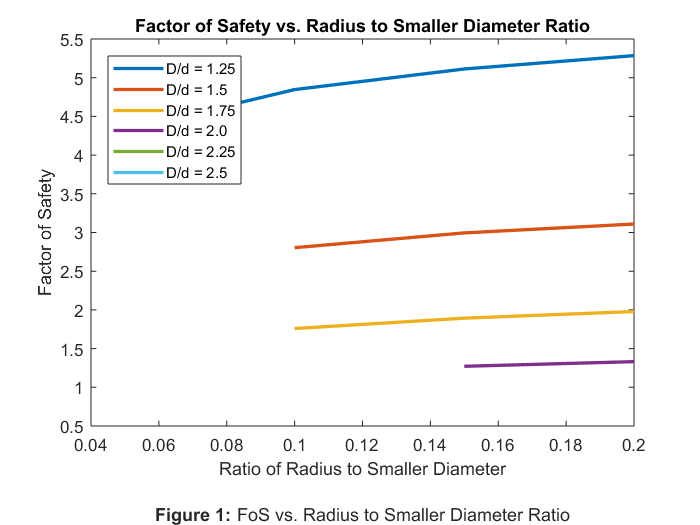 Factor of Safety vs. Radius to Smaller Diameter Ratio
5.5
5
4.5
4
3.5
3
2.5
2
1.5
1
0.5
Factor of Safety
D/d = 1.25
D/d = 1.5
D/d = 1.75
D/d = 2.0
D/d = 2.25
D/d = 2.5
0.04 0.06 0.08 0.1 0.12 0.14 0.16 0.18 0.2
Ratio of Radius to Smaller Diameter
Figure 1: FoS vs. Radius to Smaller Diameter Ratio